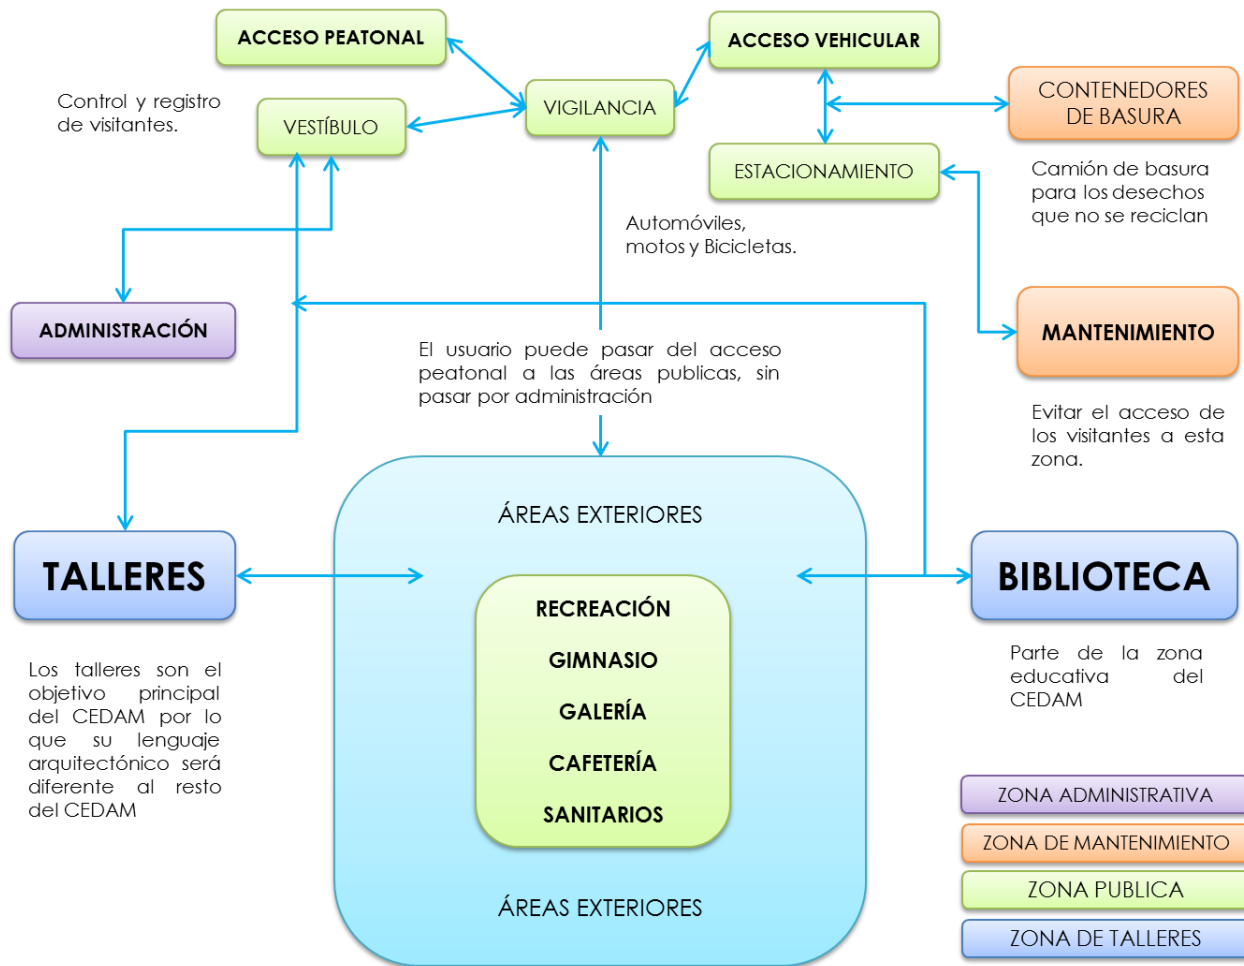 ACCESO PEATONAL
ACCESO VEHICULAR
Control y registro
de visitantes.
VESTÍBULO
VIGILANCIA
CONTENEDORES
DE BASURA
ESTACIONAMIENTO
Camión de basura
para los desechos
que no se reciclan
Automóviles,
motos y Bicicletas.
ADMINISTRACIÓN
MANTENIMIENTO
El usuario puede pasar del acceso
peatonal a las áreas publicas, sin
pasar por administración
Evitar el acceso de
los visitantes a esta
zona.
ÁREAS EXTERIORES
TALLERES
BIBLIOTECA
RECREACIÓN
GIMNASIO
GALERÍA
CAFETERÍA
SANITARIOS
Los talleres son el
objetivo principal
del CEDAM por lo
que su lenguaje
arquitectónico será
diferente al resto
del CEDAM
Parte de la zona
educativa del
CEDAM
ÁREAS EXTERIORES
ZONA ADMINISTRATIVA
ZONA DE MANTENIMIENTO
ZONA PUBLICA
ZONA DE TALLERES